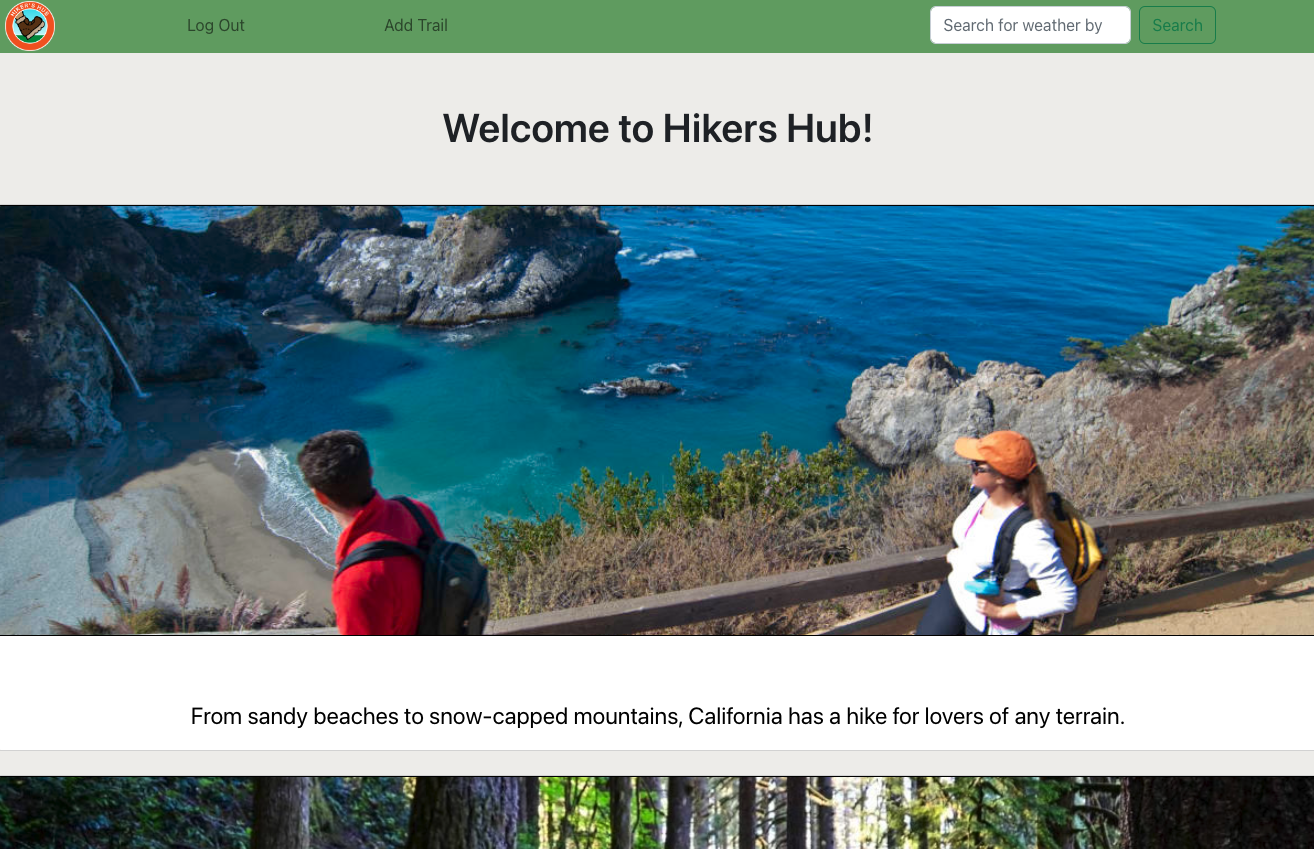 HIKER'S HUB
Log Out
Add Trail
Search for weather by
Search
Welcome to Hikers Hub!
From sandy beaches to snow-capped mountains, California has a hike for lovers of any terrain.